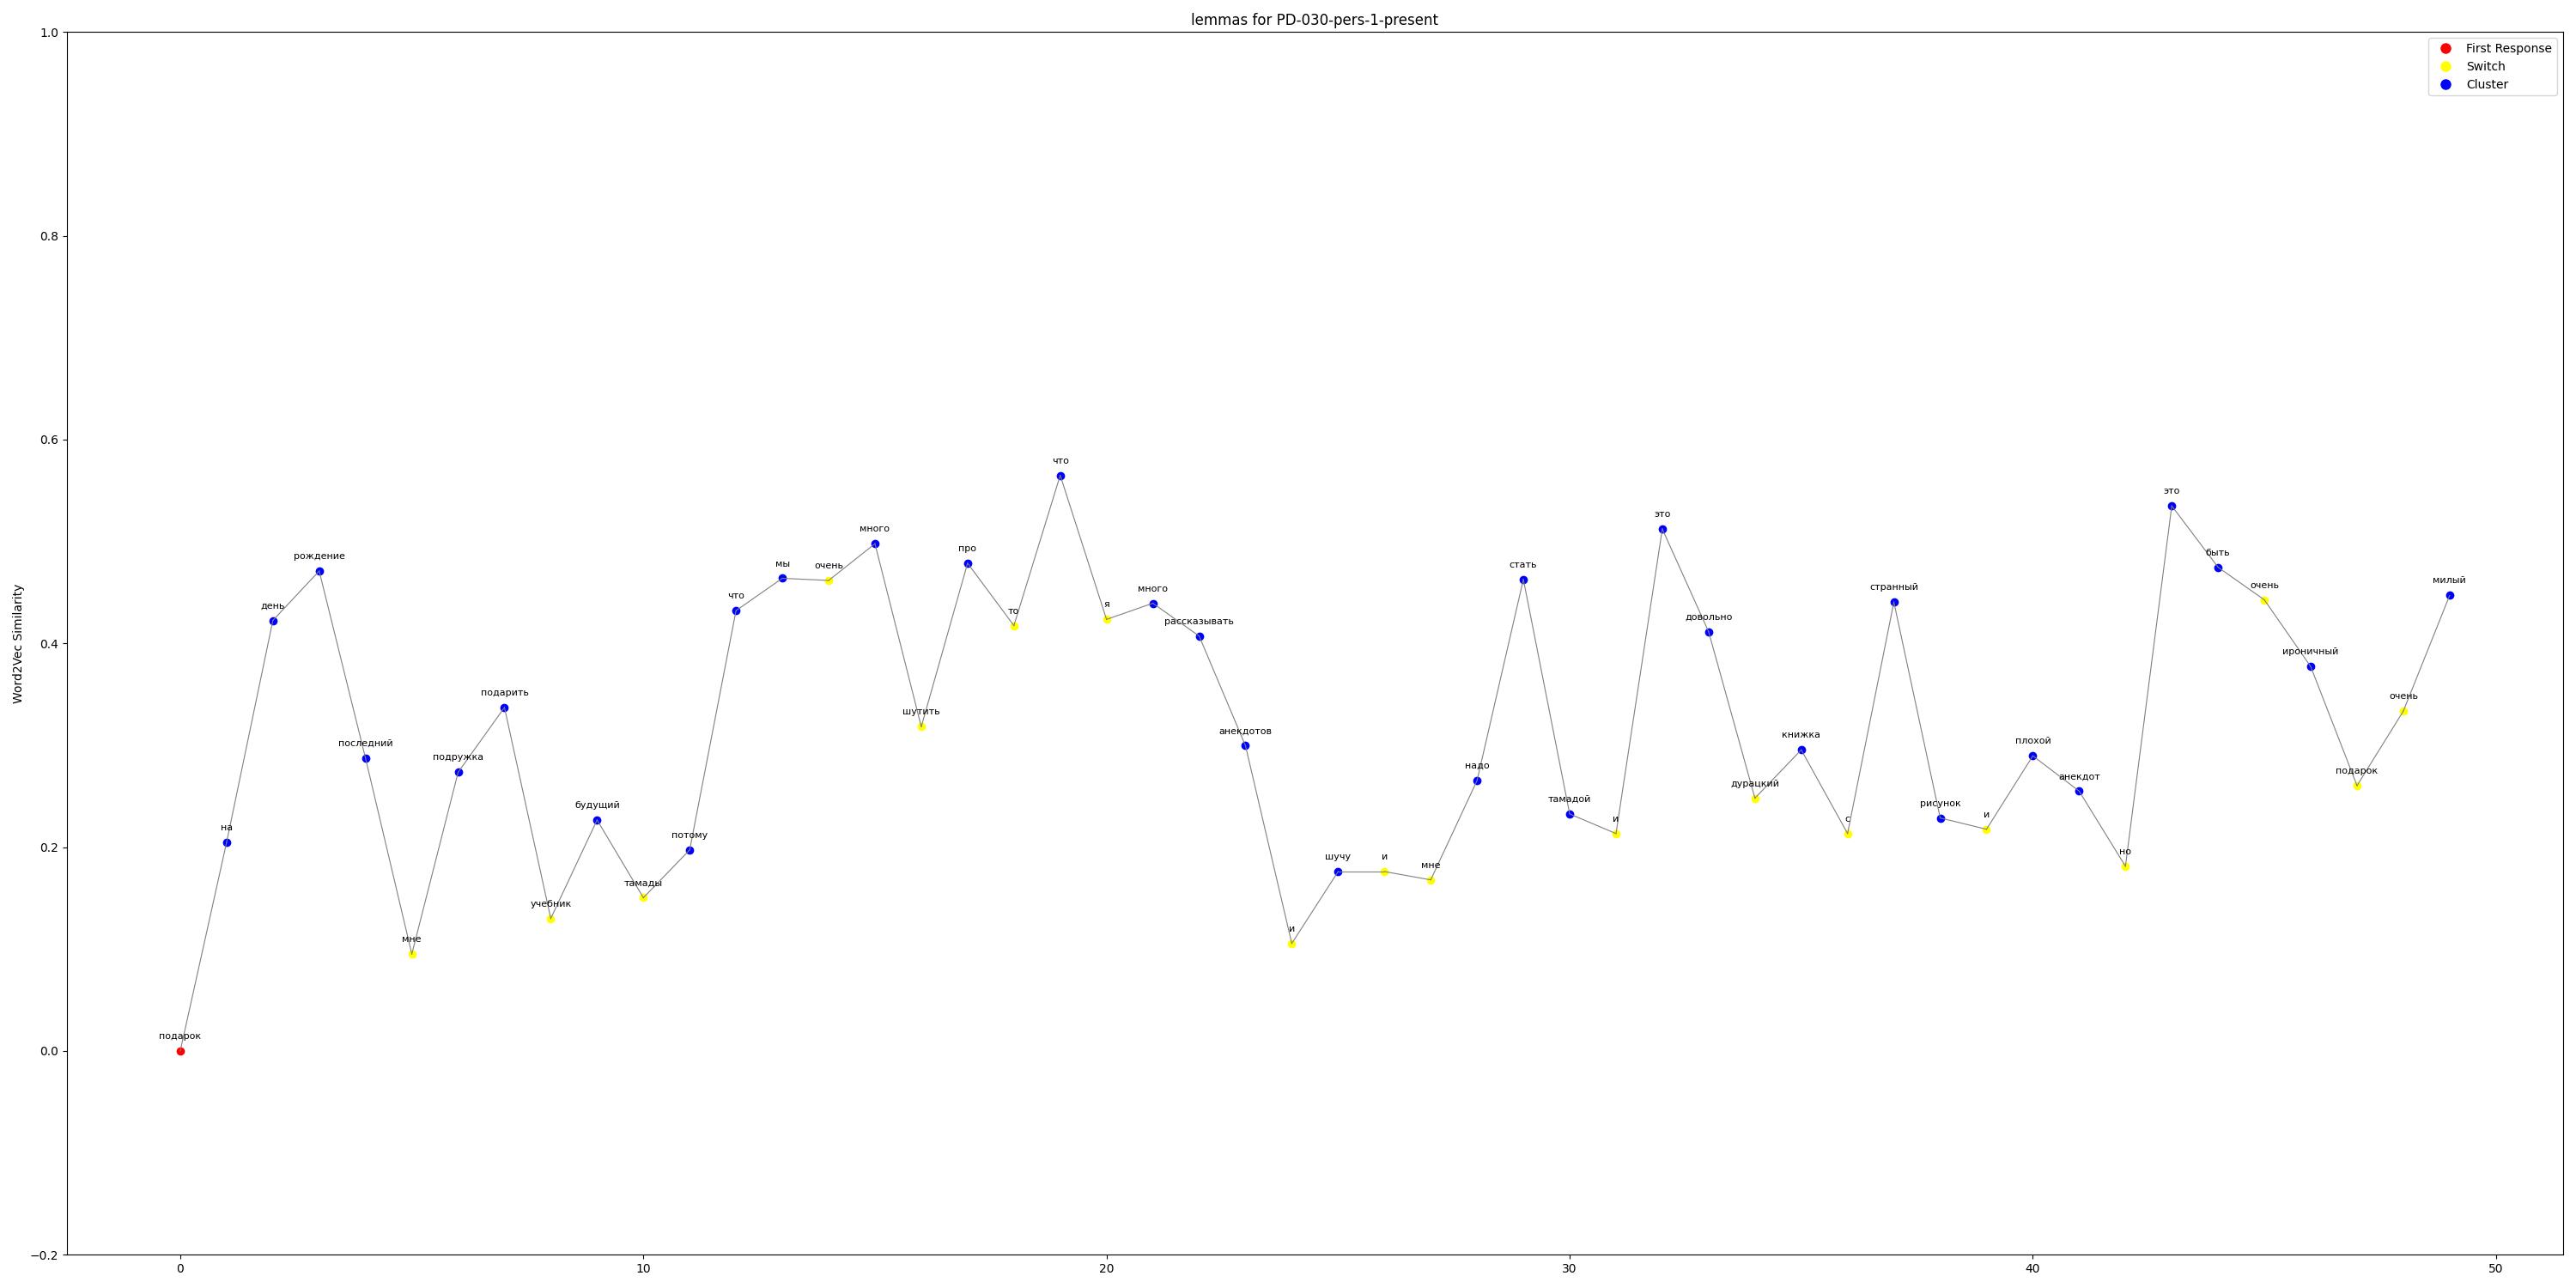 lemmas for PD-030-pers-1-present
1.0
0.8
0.6
0.4
0.2
0.0
−0.2
Word2Vec Similarity
First Response
Switch
Cluster
подарок
на
день
рождение
последний
мне
подружка
подарить
учебник
будущий
тамады
потому
что
мы
очень
много
шутить
про
то
что
я
много
рассказывать
анекдотов
и
шучу
и
мне
надо
стать
тамадой
и
это
довольно
дурацкий
книжка
с
странный
рисунок
и
плохой
анекдот
но
это
быть
очень
ироничный
подарок
очень
милый
0
10
20
30
40
50